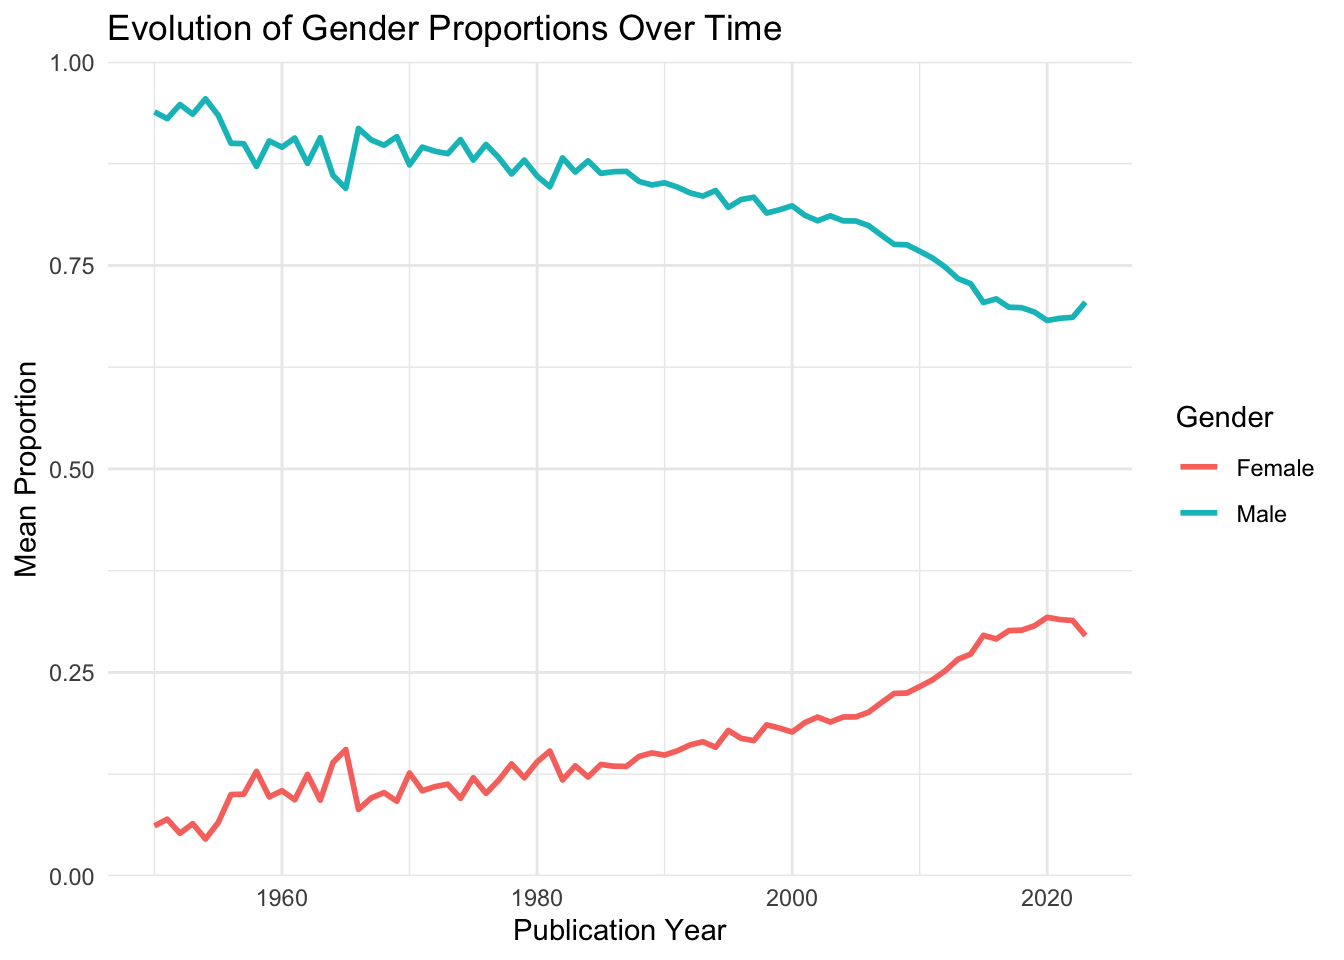 Evolution of Gender Proportions Over Time
1.00
0.75
0.50
0.25
0.00
Mean Proportion
1960
1980
2000
2020
Publication Year
Gender
Female
Male